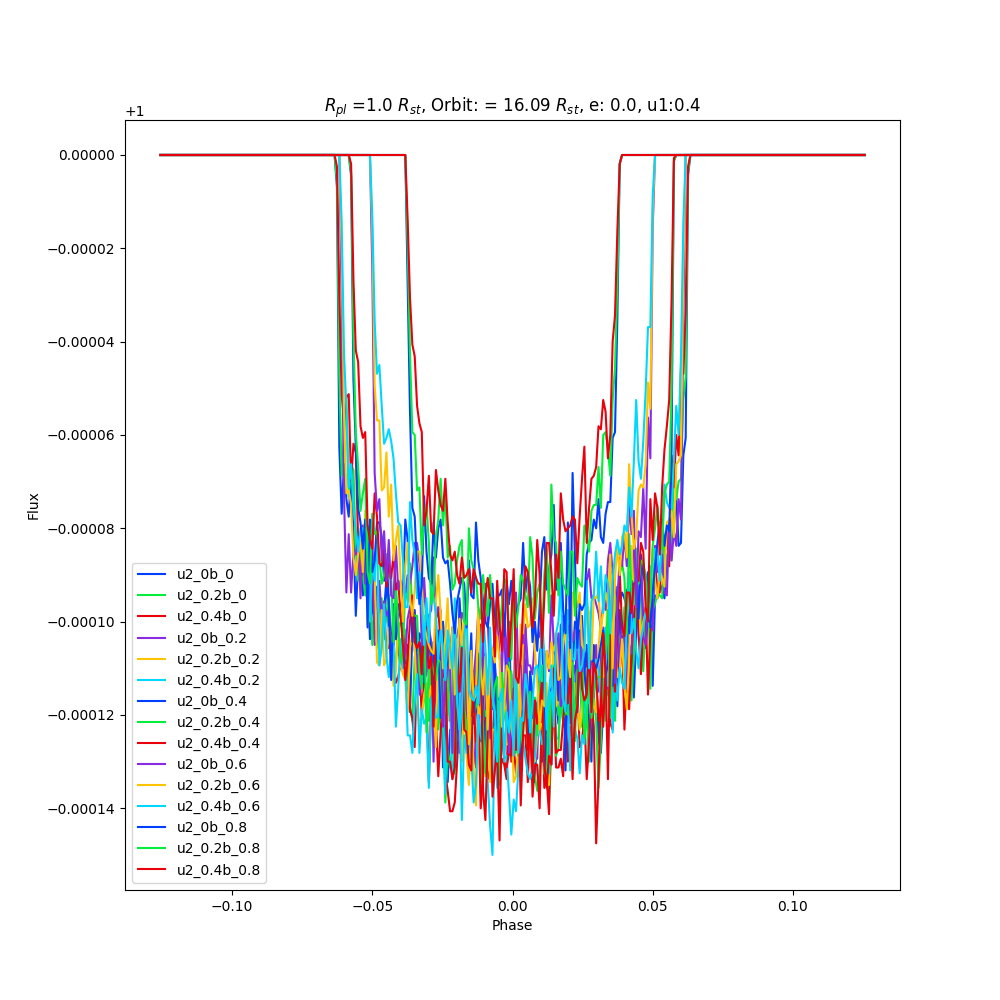 R_pl =1.0 R_st, Orbit: = 16.09 R_st, e: 0.0, u1:0.4
+1
0.00000
−0.00002
−0.00004
−0.00006
−0.00008
−0.00010
−0.00012
−0.00014
Flux
u2_0b_0
u2_0.2b_0
u2_0.4b_0
u2_0b_0.2
u2_0.2b_0.2
u2_0.4b_0.2
u2_0b_0.4
u2_0.2b_0.4
u2_0.4b_0.4
u2_0b_0.6
u2_0.2b_0.6
u2_0.4b_0.6
u2_0b_0.8
u2_0.2b_0.8
u2_0.4b_0.8
−0.10 −0.05 0.00 0.05 0.10
Phase